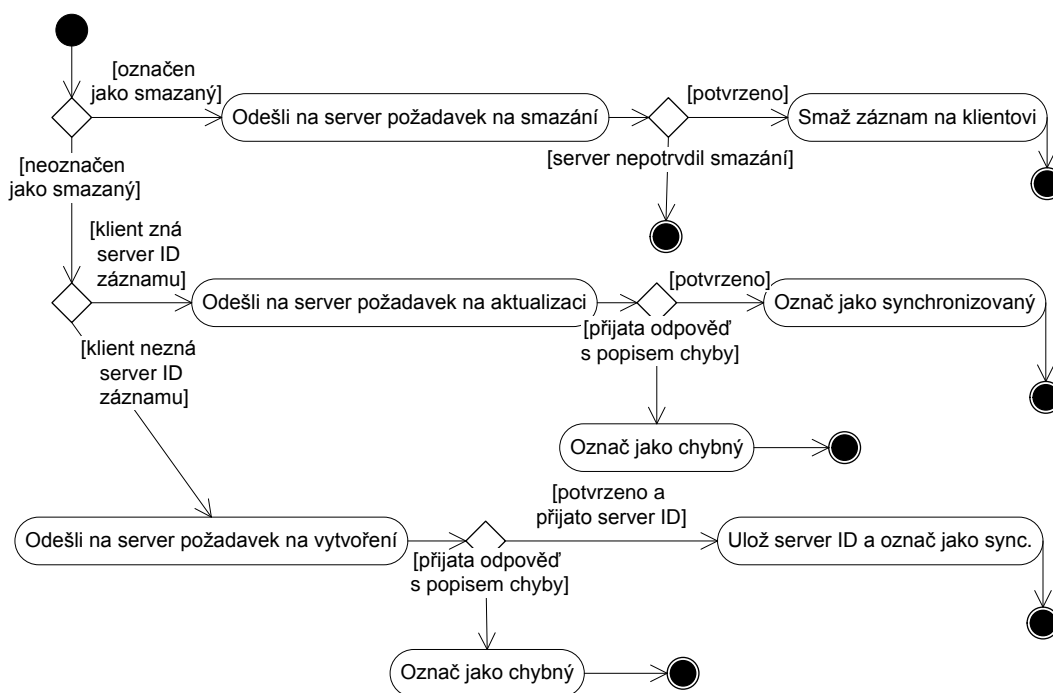 [označen
jako smazaný]
Odešli na server požadavek na smazání
[potvrzeno]
Smaž záznam na klientovi
[server nepotrvdil smazání]
[neoznačen
jako smazaný]
[klient zná
server ID
záznamu]
Odešli na server požadavek na aktualizaci
[potvrzeno]
Označ jako synchronizovaný
[přijata odpověď
s popisem chyby]
[klient nezná
server ID
záznamu]
Označ jako chybný
[potvrzeno a
přijato server ID]
Odešli na server požadavek na vytvoření
Ulož server ID a označ jako sync.
[přijata odpověď
s popisem chyby]
Označ jako chybný